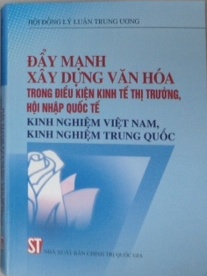 HỘI ĐỒNG LÝ LUẬN TRUNG ƯƠNG
ĐẨY MẠNH
XÂY DỰNG VĂN HÓA
TRONG ĐIỀU KIỆN KINH TẾ THỊ TRƯỜNG,
HỘI NHẬP QUỐC TẾ
KINH NGHIỆM VIỆT NAM,
KINH NGHIỆM TRUNG QUỐC
ST
NHÀ XUẤT BẢN CHÍNH TRỊ QUỐC GIA